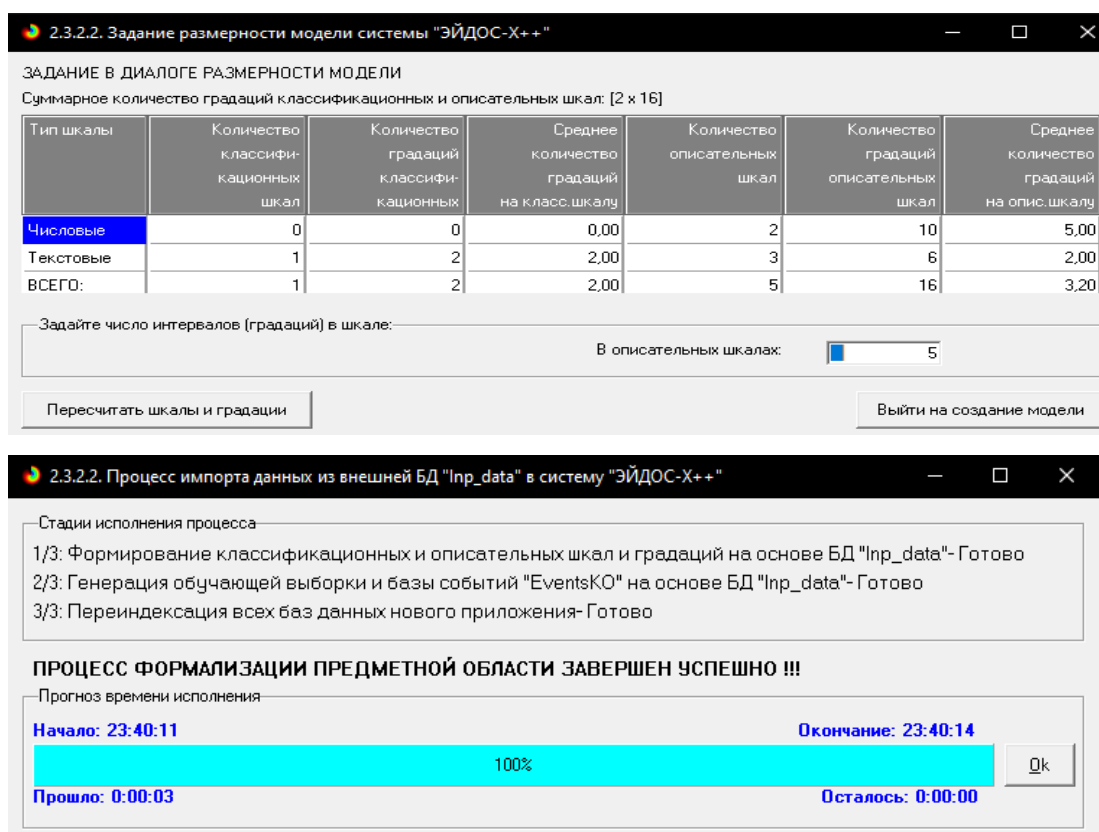 2.3.2.2. Задание размерности модели системы "ЭЙДОС-Х++"
ЗАДАНИЕ В ДИАЛОГЕ РАЗМЕРНОСТИ МОДЕЛИ
Суммарное количество градаций классификационных и описательных шкал: [2 x 16]
Тип шкалы Количество классифи- кационных шкал Количество градаций классифи- кационных Среднее количество градаций на класс.шкалу Количество описательных шкал Количество градаций описательных шкал Среднее количество градаций на опис.шкалу
Числовые 0 0 0,00 2 10 5,00
Текстовые 1 2 2,00 3 6 2,00
ВСЕГО: 1 2 2,00 5 16 3,20
Задайте число интервалов (градаций) в шкале:
В описательных шкалах: 5
Пересчитать шкалы и градации Выйти на создание модели
2.3.2.2. Процесс импорта данных из внешней БД "Inp_data" в систему "ЭЙДОС-Х++"
Стадии исполнения процесса
1/3: Формирование классификационных и описательных шкал и градаций на основе БД "Inp_data"- Готово
2/3: Генерация обучающей выборки и базы событий "EventsKO" на основе БД "Inp_data"- Готово
3/3: Переиндексация всех баз данных нового приложения- Готово
ПРОЦЕСС ФОРМАЛИЗАЦИИ ПРЕДМЕТНОЙ ОБЛАСТИ ЗАВЕРШЕН УСПЕШНО !!!
Прогноз времени исполнения
Начало: 23:40:11 Окончание: 23:40:14
100% Ok
Прошло: 0:00:03 Осталось: 0:00:00